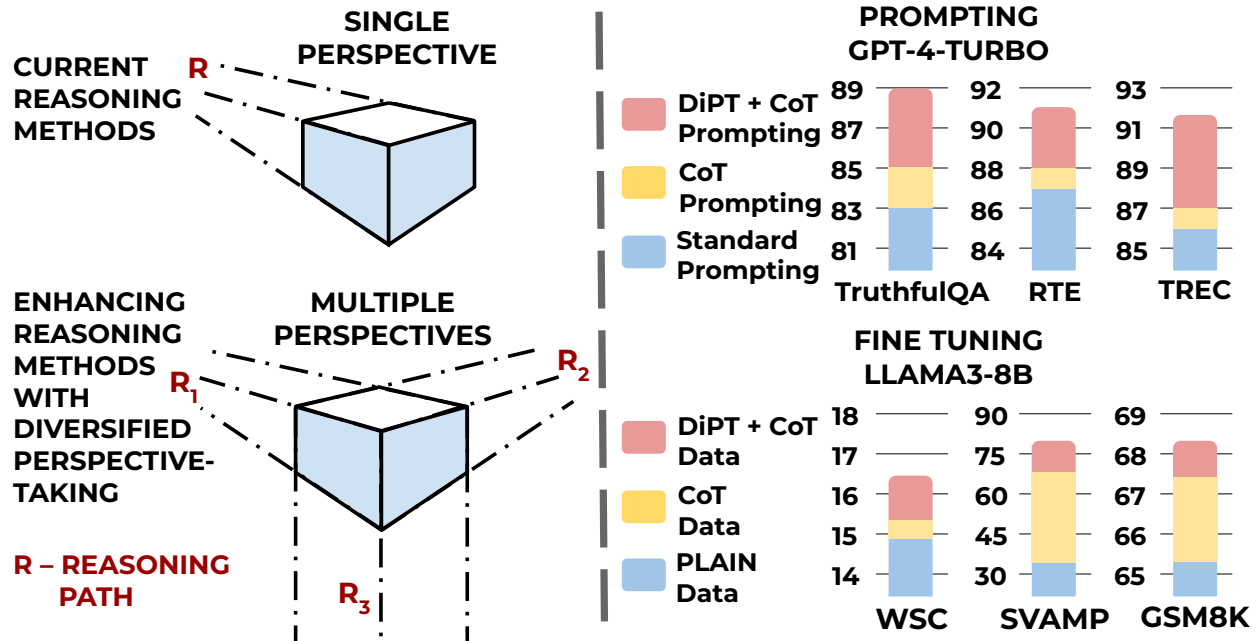 SINGLE
PERSPECTIVE
CURRENT
REASONING
METHODS
R
ENHANCING
REASONING
METHODS
WITH
DIVERSIFIED
PERSPECTIVE-
TAKING
MULTIPLE
PERSPECTIVES
R1
R2
R3
R – REASONING
PATH
PROMPTING
GPT-4-TURBO
DiPT + CoT
Prompting
CoT
Prompting
Standard
Prompting
89
87
85
83
81
TruthfulQA
92
90
88
86
84
RTE
93
91
89
87
85
TREC
FINE TUNING
LLAMA3-8B
DiPT + CoT
Data
CoT
Data
PLAIN
Data
18
17
16
15
14
WSC
90
75
60
45
30
SVAMP
69
68
67
66
65
GSM8K